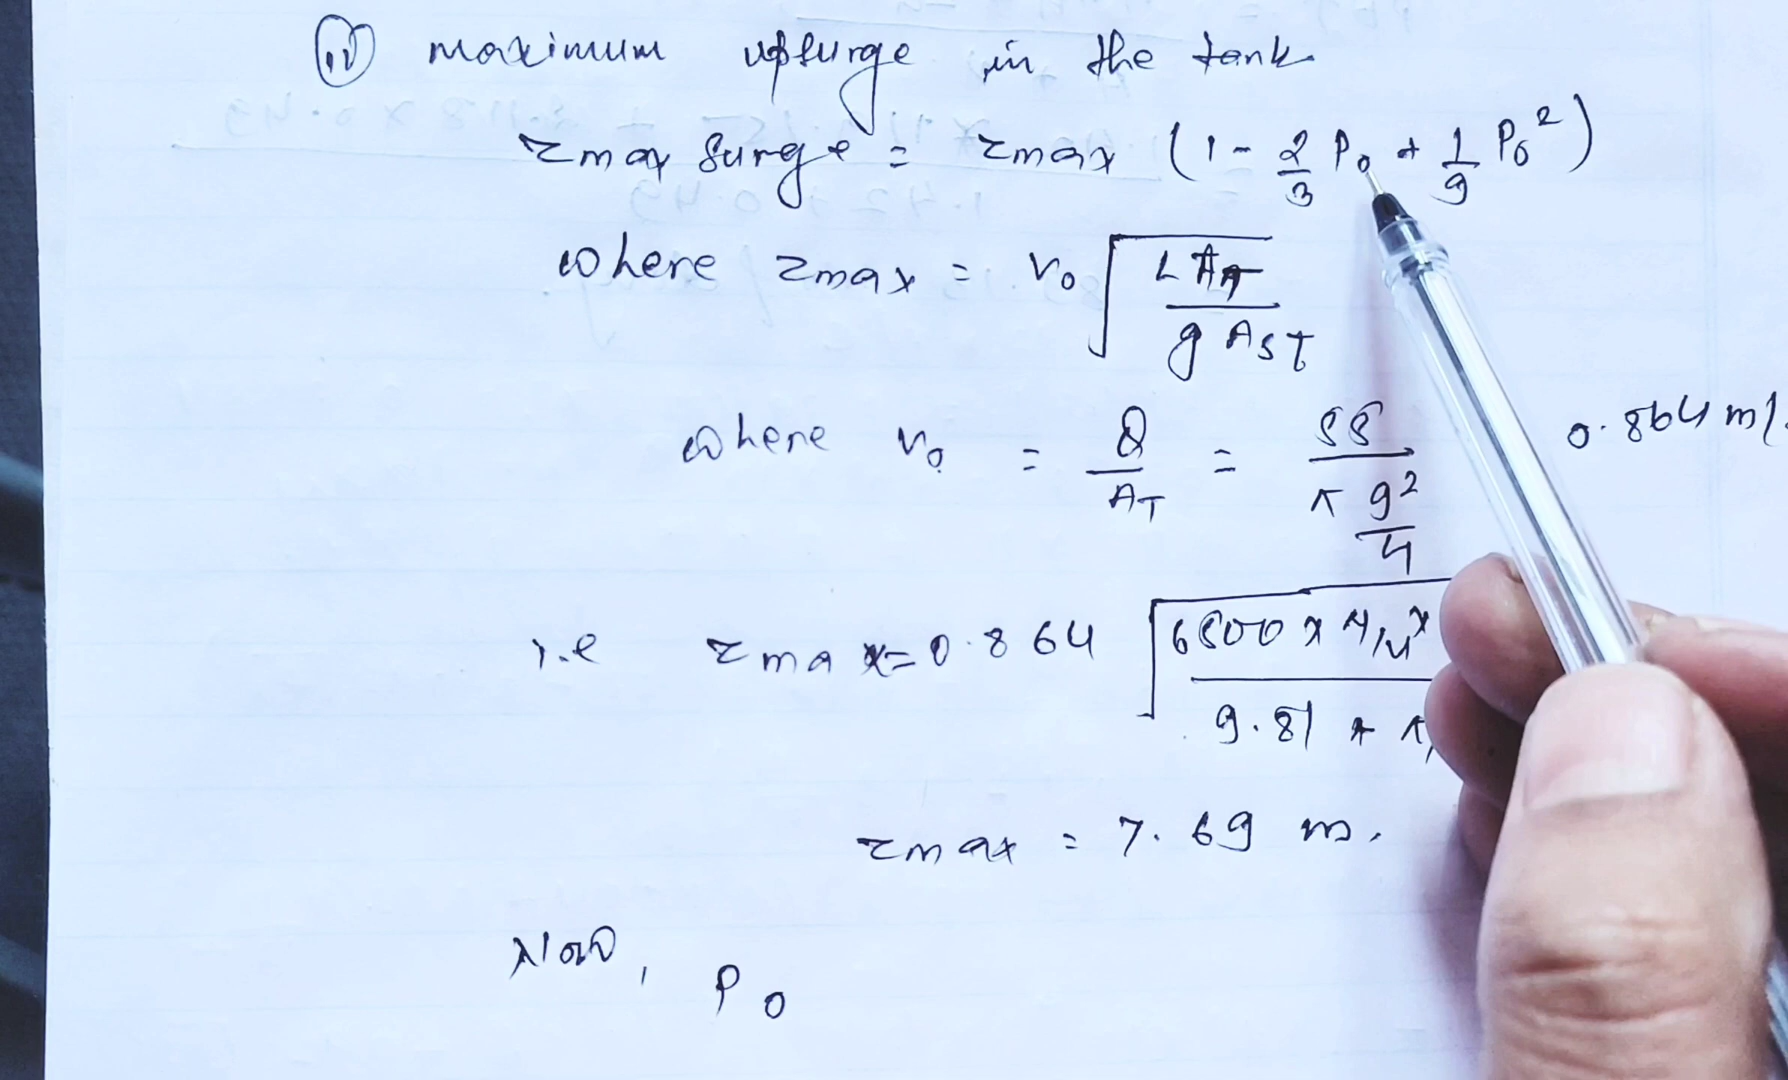 (ii) maximum upsurge in the tank
zmax surge = zmax (1 - 2/3 P0 + 1/9 P0²)
where zmax = v0 √(L AT / g AST)
where v0 = Q/AT = 55 / (π 9²/4) 0.864 m/
i.e zmax = 0.864 √(6500 × π/4 × / 9.81 × π/
zmax = 7.69 m.
Now, P0